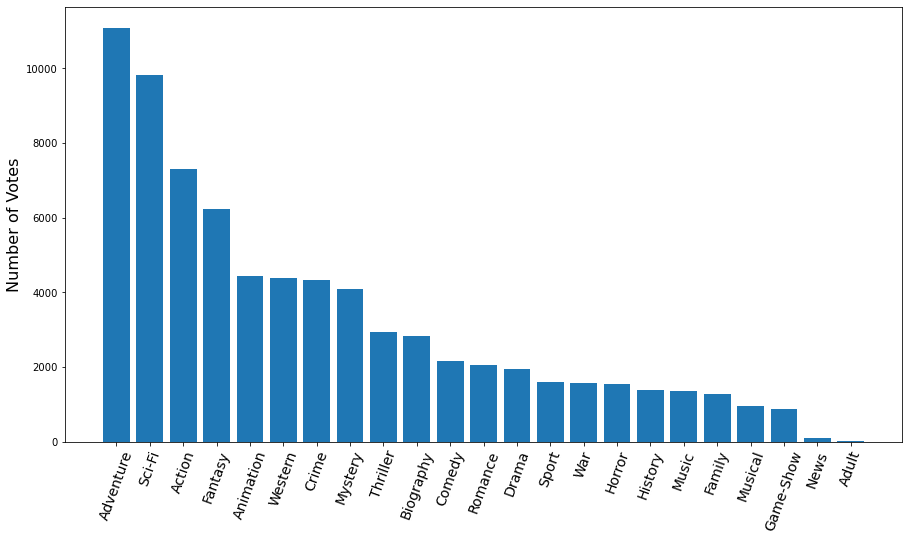 Number of Votes
10000
8000
6000
4000
2000
0
Adventure
Sci-Fi
Action
Fantasy
Animation
Western
Crime
Mystery
Thriller
Biography
Comedy
Romance
Drama
Sport
War
Horror
History
Music
Family
Musical
Game-Show
News
Adult